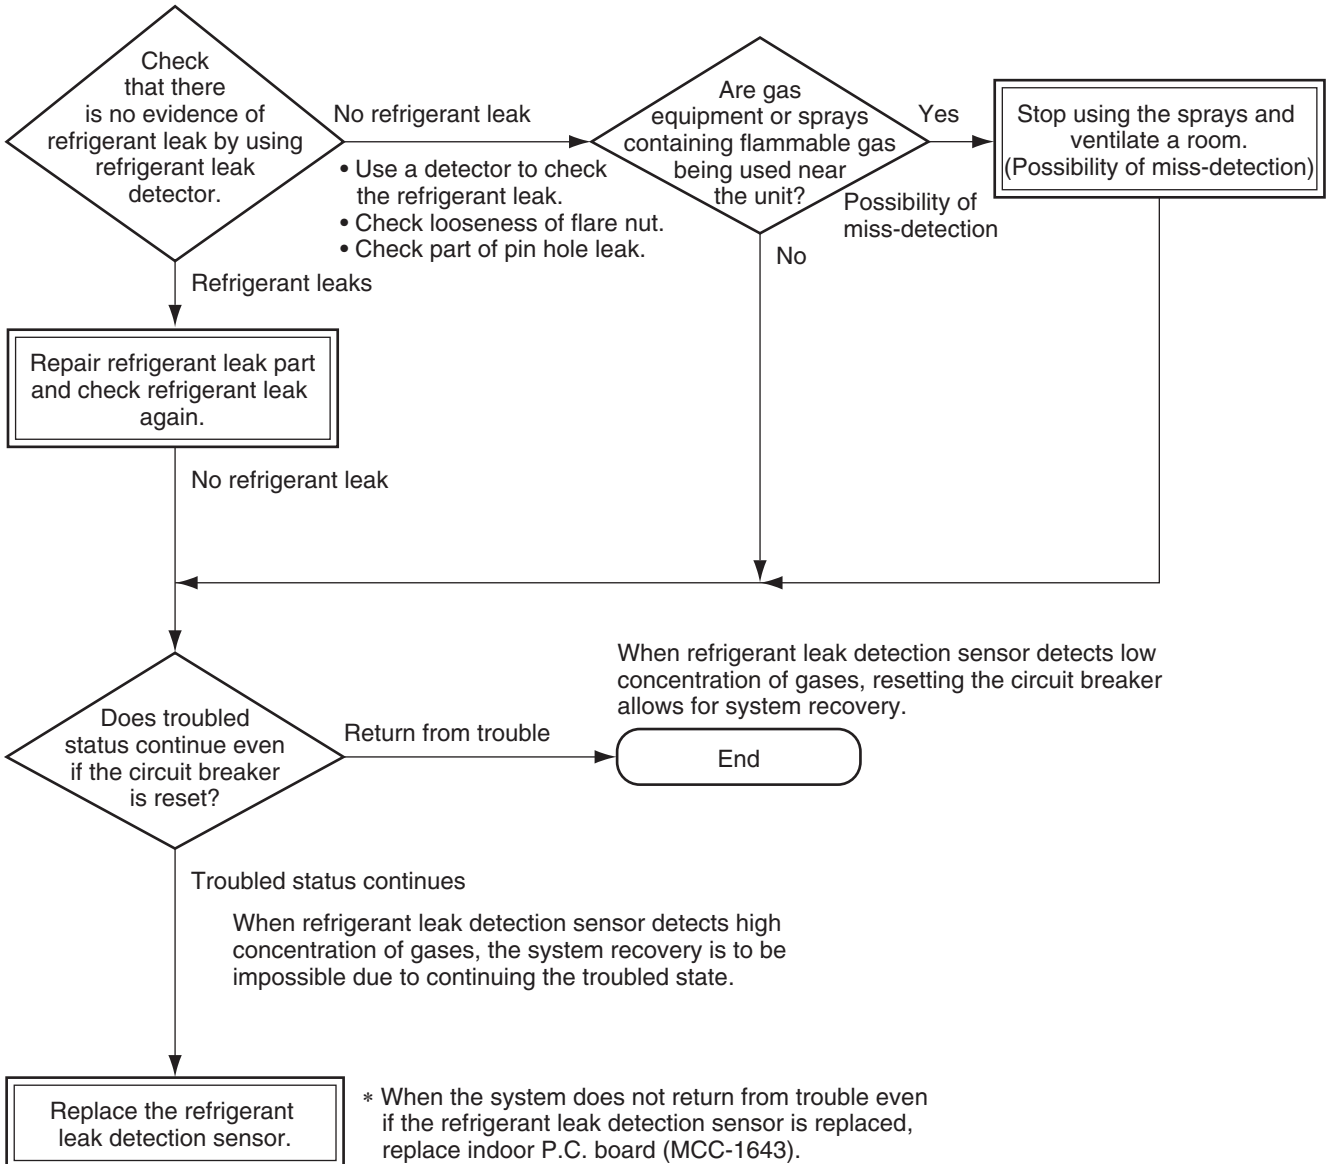 Check
that there
is no evidence of
refrigerant leak by using
refrigerant leak
detector.
No refrigerant leak
• Use a detector to check
the refrigerant leak.
• Check looseness of flare nut.
• Check part of pin hole leak.
Are gas
equipment or sprays
containing flammable gas
being used near
the unit?
Yes
Possibility of
miss-detection
Stop using the sprays and
ventilate a room.
(Possibility of miss-detection)
No
Refrigerant leaks
Repair refrigerant leak part
and check refrigerant leak
again.
No refrigerant leak
Does troubled
status continue even
if the circuit breaker
is reset?
Return from trouble
When refrigerant leak detection sensor detects low
concentration of gases, resetting the circuit breaker
allows for system recovery.
End
Troubled status continues
When refrigerant leak detection sensor detects high
concentration of gases, the system recovery is to be
impossible due to continuing the troubled state.
Replace the refrigerant
leak detection sensor.
* When the system does not return from trouble even
if the refrigerant leak detection sensor is replaced,
replace indoor P.C. board (MCC-1643).